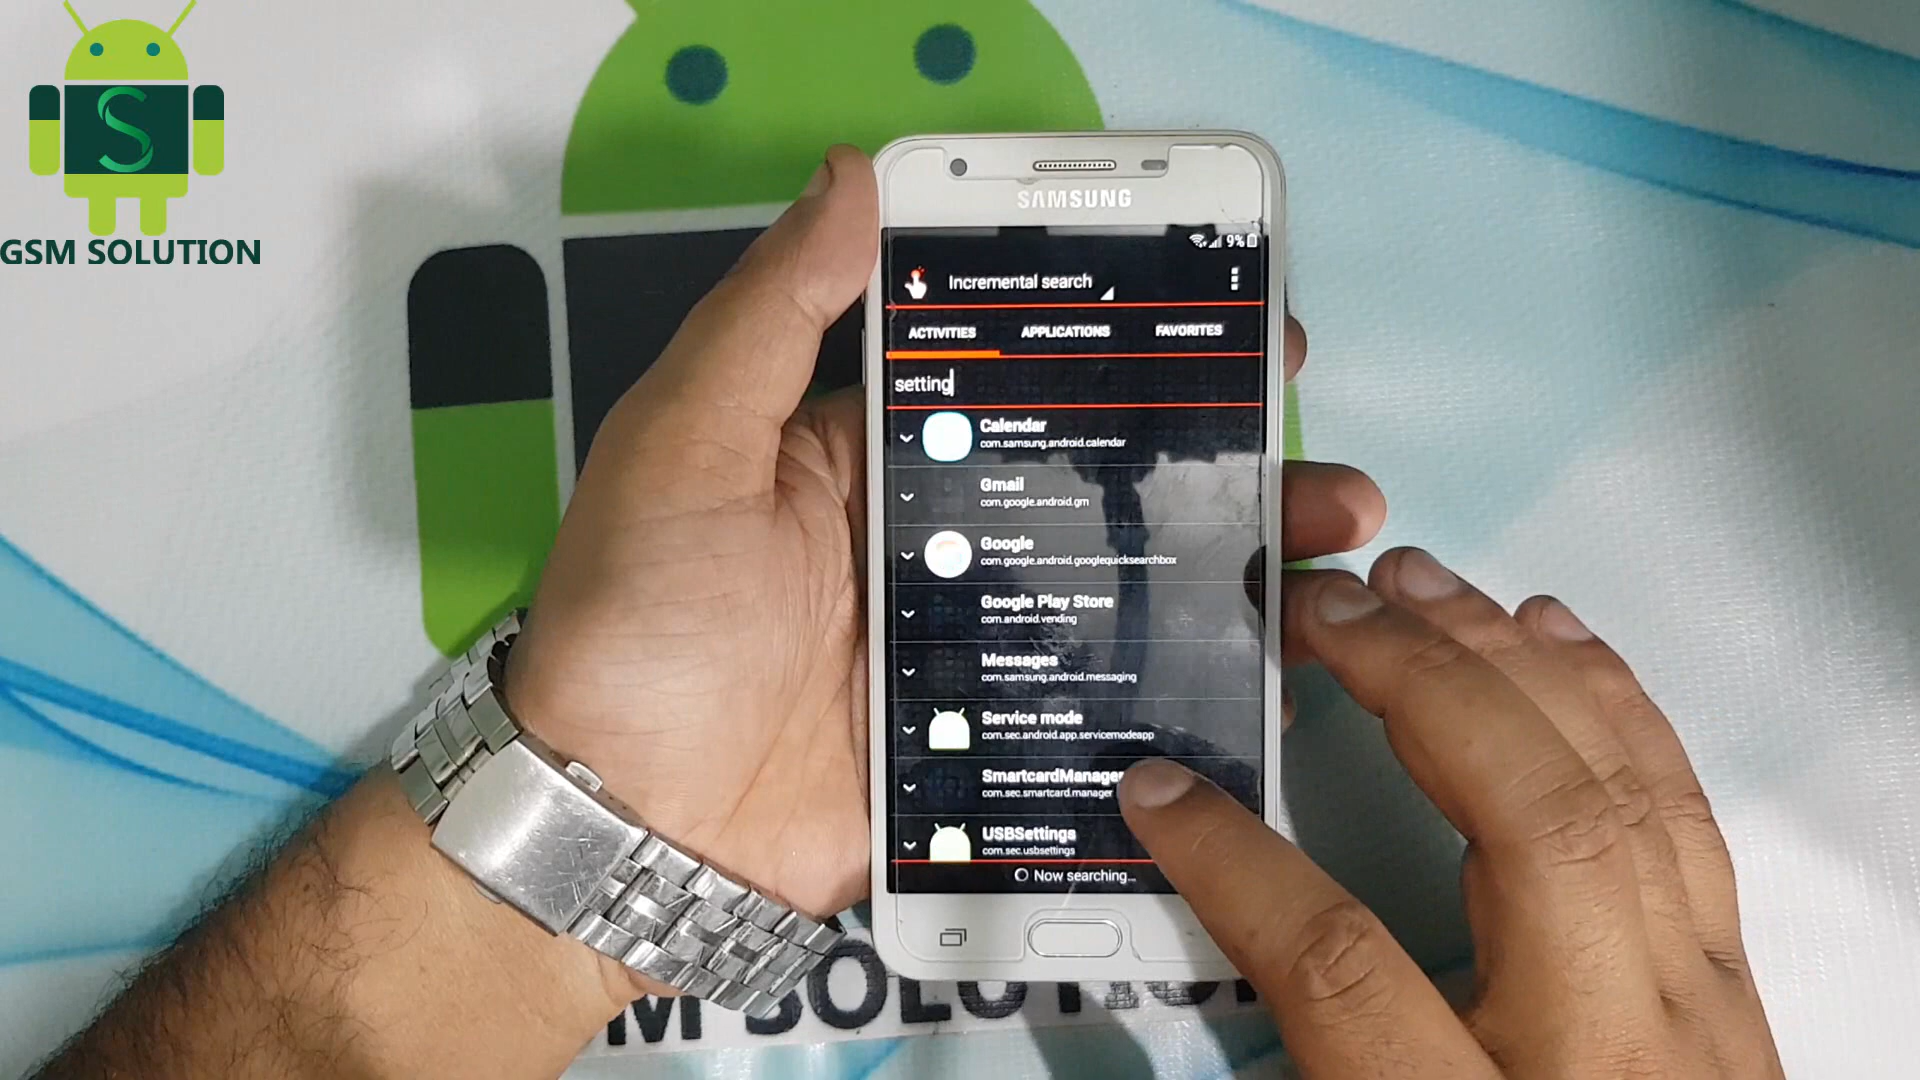 S
GSM SOLUTION
SAMSUNG
9%
Incremental search
ACTIVITIES APPLICATIONS FAVORITES
setting
Calendar
com.samsung.android.calendar
Gmail
com.google.android.gm
Google
com.google.android.googlequicksearchbox
Google Play Store
com.android.vending
Messages
com.samsung.android.messaging
Service mode
com.sec.android.app.servicemodeapp
SmartcardManager
com.sec.smartcard.manager
USBSettings
com.sec.usbsettings
Now searching...
M SOLUTION